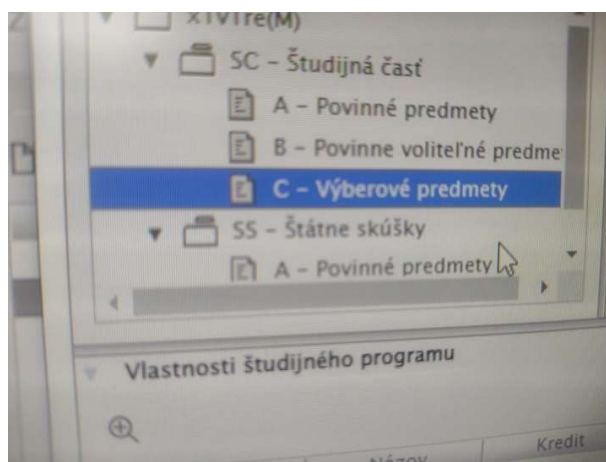 SC – Študijná časť
A – Povinné predmety
B – Povinne voliteľné predme
C – Výberové predmety
SS – Štátne skúšky
A – Povinné predmety
Vlastnosti študijného programu
Názov Kredit